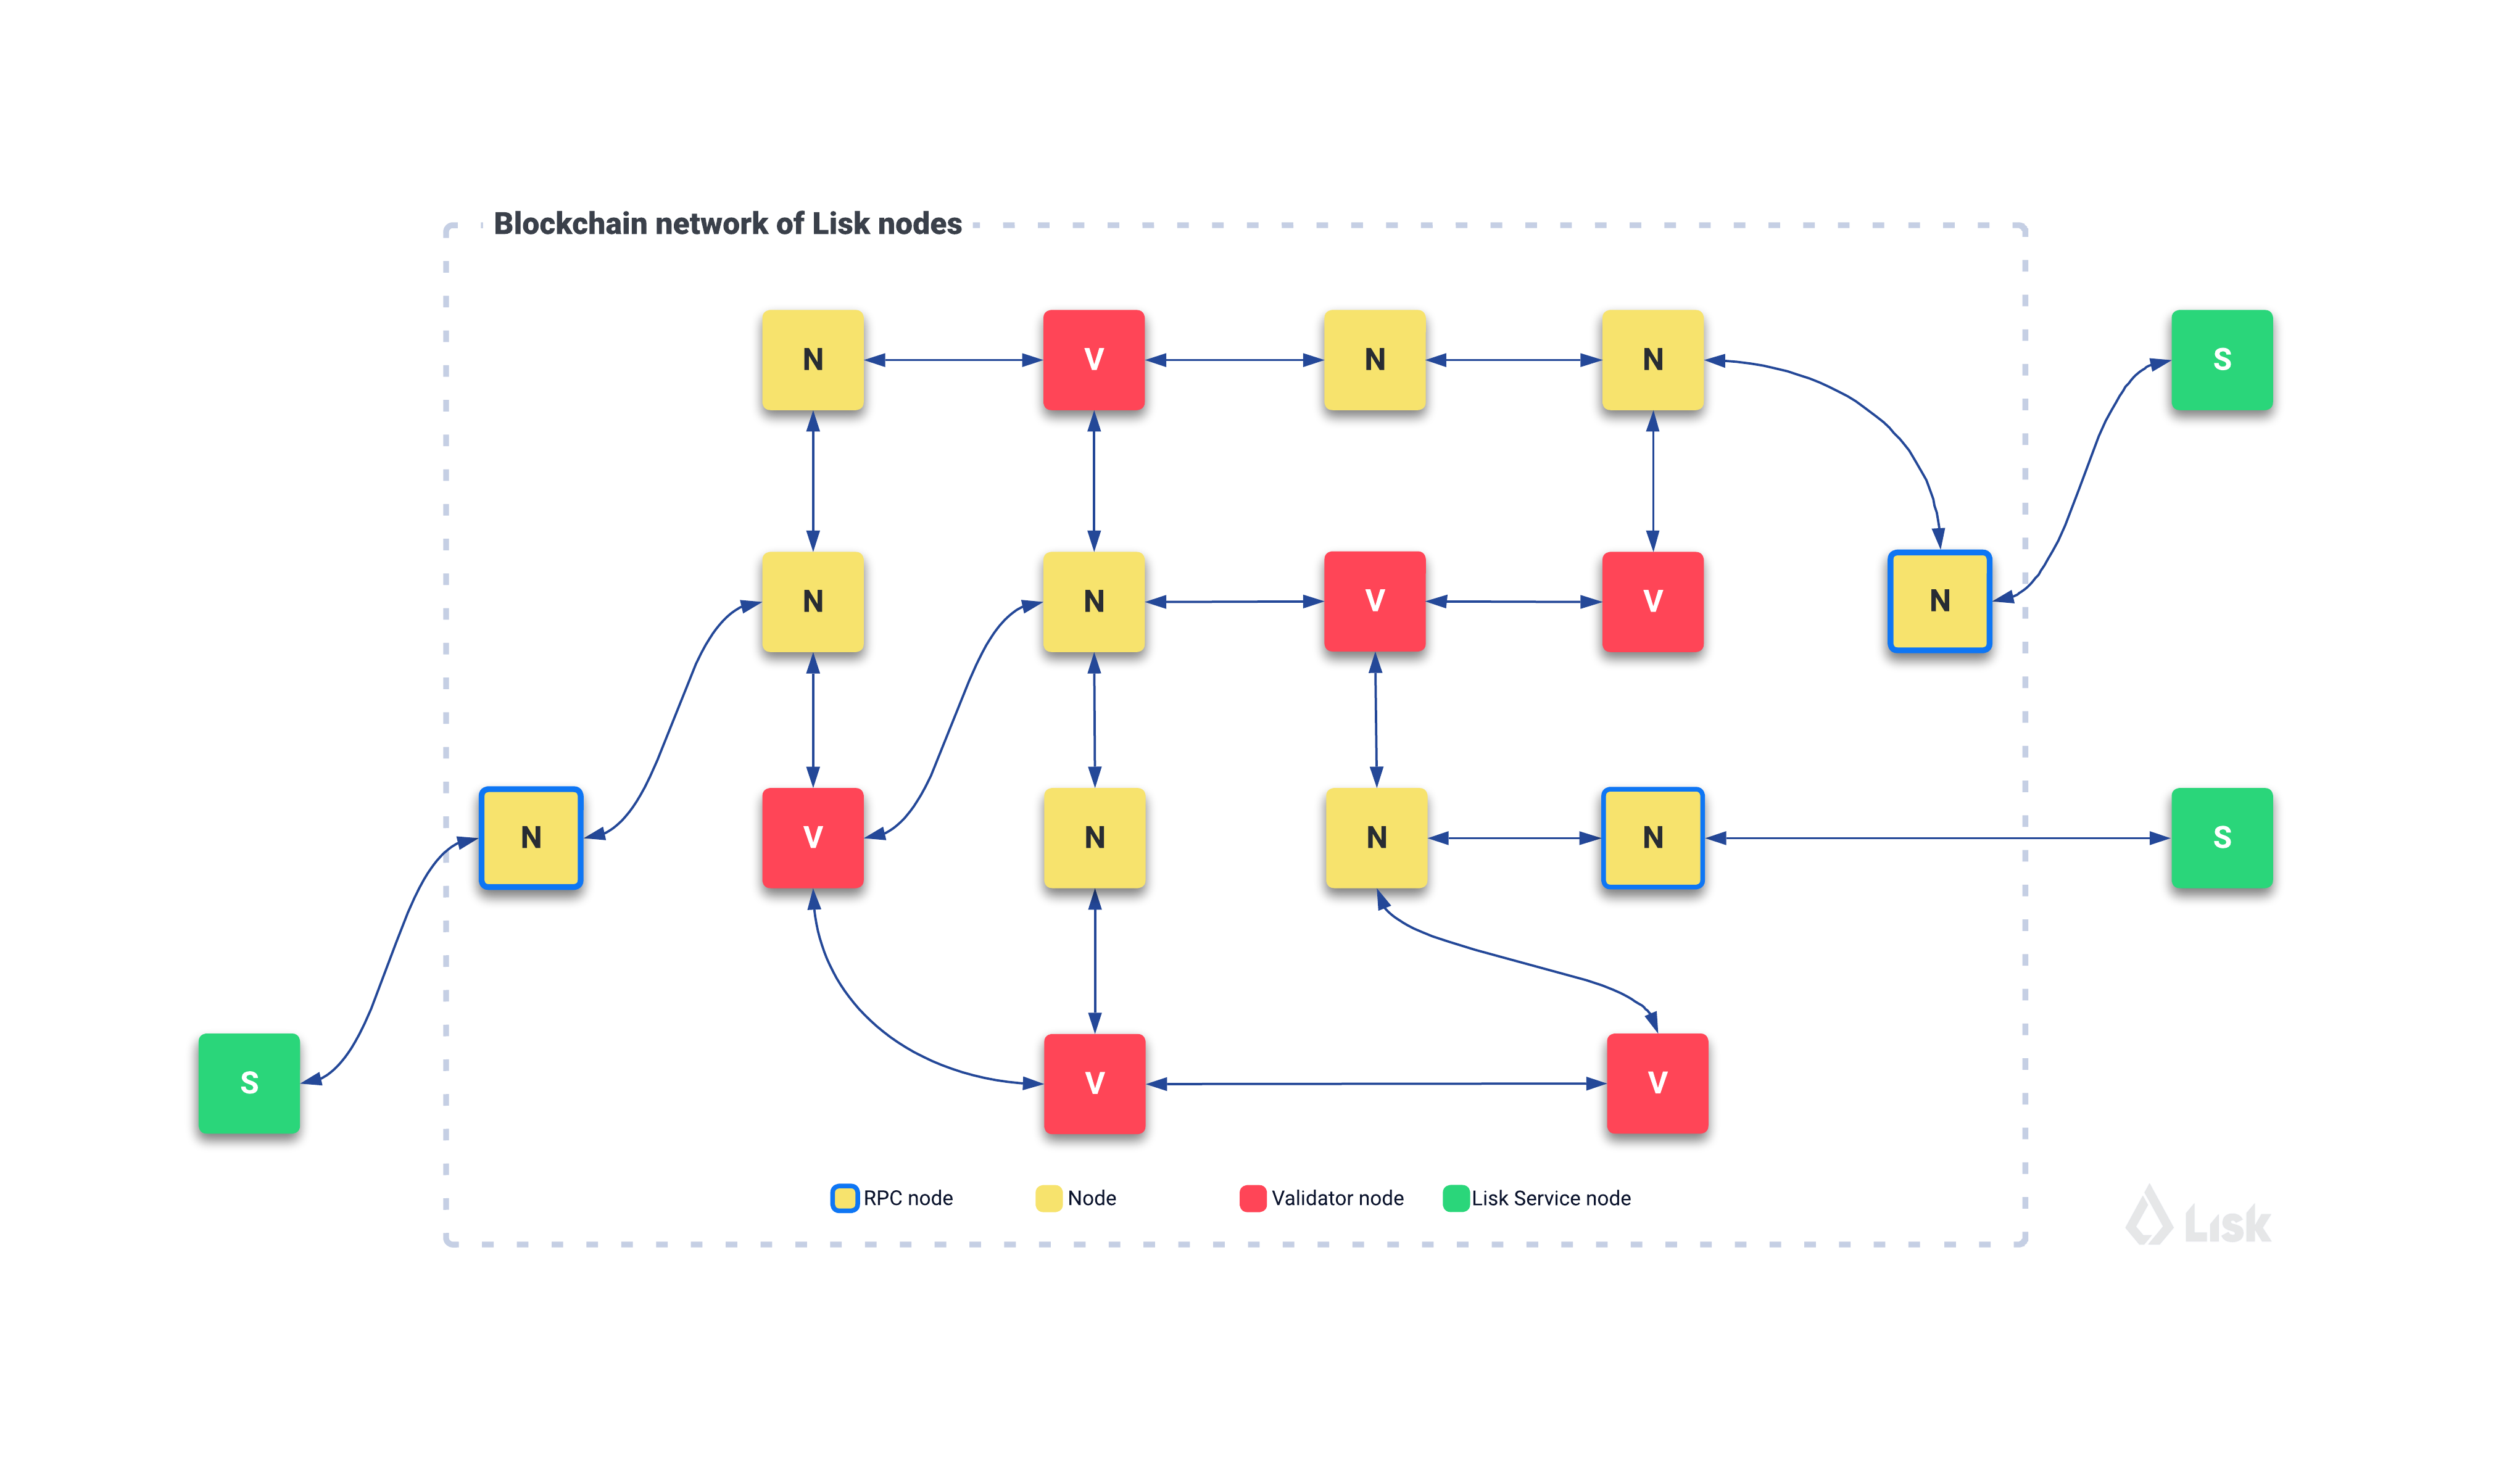 Blockchain network of Lisk nodes
N V N N S
N N V V N
N V N N N S
S V V
RPC node Node Validator node Lisk Service node
Lisk